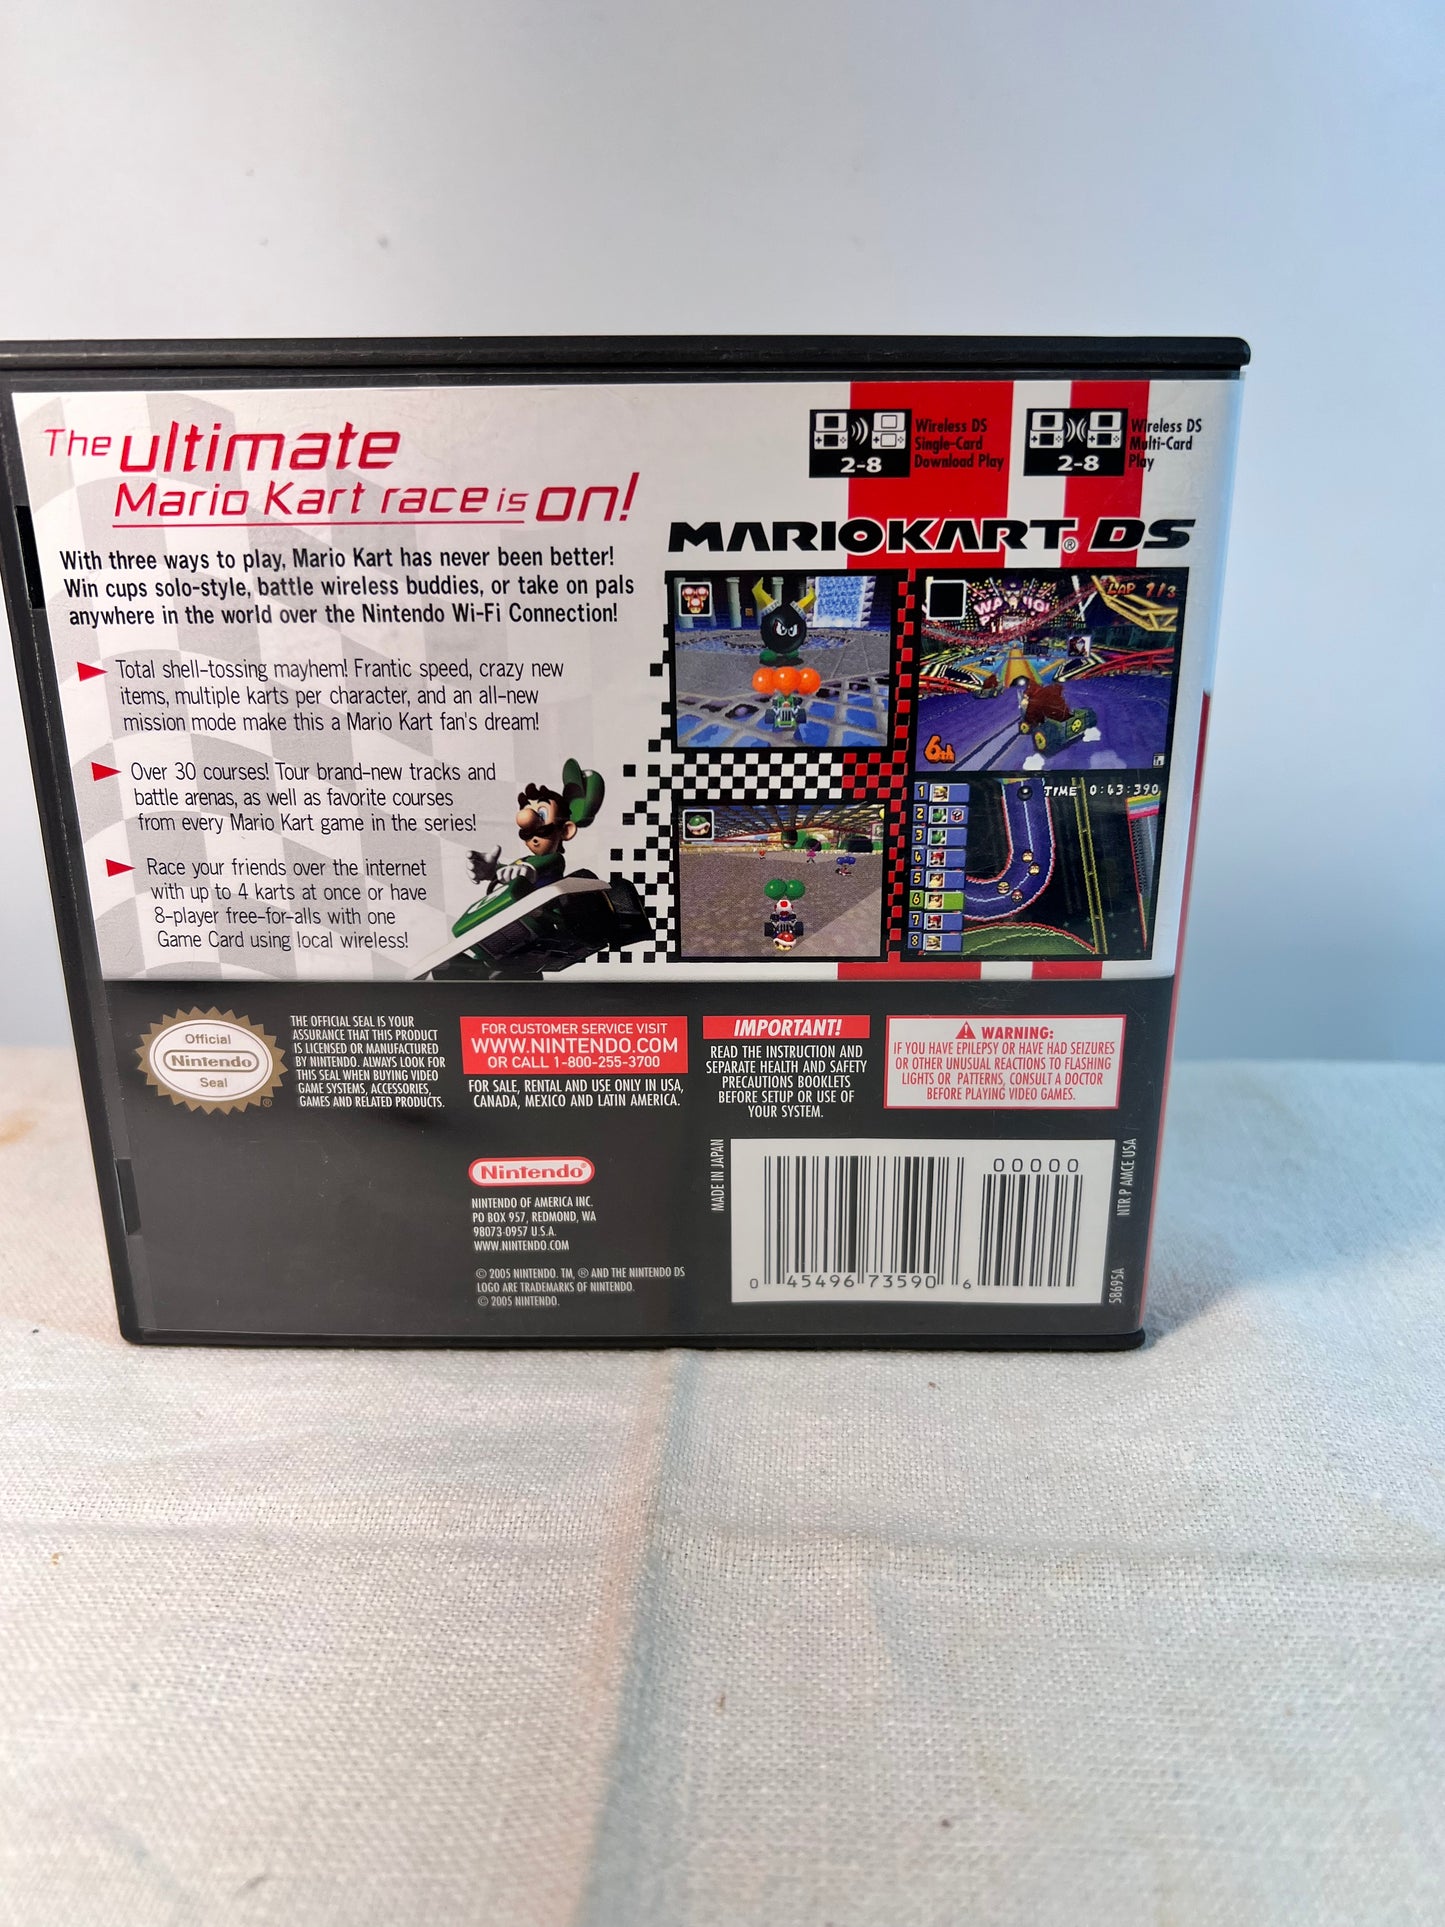 The ultimate
Mario Kart race is on!
With three ways to play, Mario Kart has never been better!
Win cups solo-style, battle wireless buddies, or take on pals
anywhere in the world over the Nintendo Wi-Fi Connection!
Total shell-tossing mayhem! Frantic speed, crazy new
items, multiple karts per character, and an all-new
mission mode make this a Mario Kart fan's dream!
Over 30 courses! Tour brand-new tracks and
battle arenas, as well as favorite courses
from every Mario Kart game in the series!
Race your friends over the internet
with up to 4 karts at once or have
8-player free-for-alls with one
Game Card using local wireless!
2-8
Wireless DS
Single-Card
Download Play
2-8
Wireless DS
Multi-Card
Play
MARIOKART® DS
LAP 1/3
6th
TIME 0:43:390
1
2
3
4
5
6
7
8
Official
Nintendo
Seal
®
THE OFFICIAL SEAL IS YOUR
ASSURANCE THAT THIS PRODUCT
IS LICENSED OR MANUFACTURED
BY NINTENDO. ALWAYS LOOK FOR
THIS SEAL WHEN BUYING VIDEO
GAME SYSTEMS, ACCESSORIES,
GAMES AND RELATED PRODUCTS.
FOR CUSTOMER SERVICE VISIT
WWW.NINTENDO.COM
OR CALL 1-800-255-3700
FOR SALE, RENTAL AND USE ONLY IN USA,
CANADA, MEXICO AND LATIN AMERICA.
IMPORTANT!
READ THE INSTRUCTION AND
SEPARATE HEALTH AND SAFETY
PRECAUTIONS BOOKLETS
BEFORE SETUP OR USE OF
YOUR SYSTEM.
WARNING:
IF YOU HAVE EPILEPSY OR HAVE HAD SEIZURES
OR OTHER UNUSUAL REACTIONS TO FLASHING
LIGHTS OR PATTERNS, CONSULT A DOCTOR
BEFORE PLAYING VIDEO GAMES.
Nintendo®
NINTENDO OF AMERICA INC.
PO BOX 957, REDMOND, WA
98073-0957 U.S.A.
WWW.NINTENDO.COM
© 2005 NINTENDO. TM, ® AND THE NINTENDO DS
LOGO ARE TRADEMARKS OF NINTENDO.
© 2005 NINTENDO.
MADE IN JAPAN
00000
0 45496 73590 6
NTR P AMCE USA
58695A